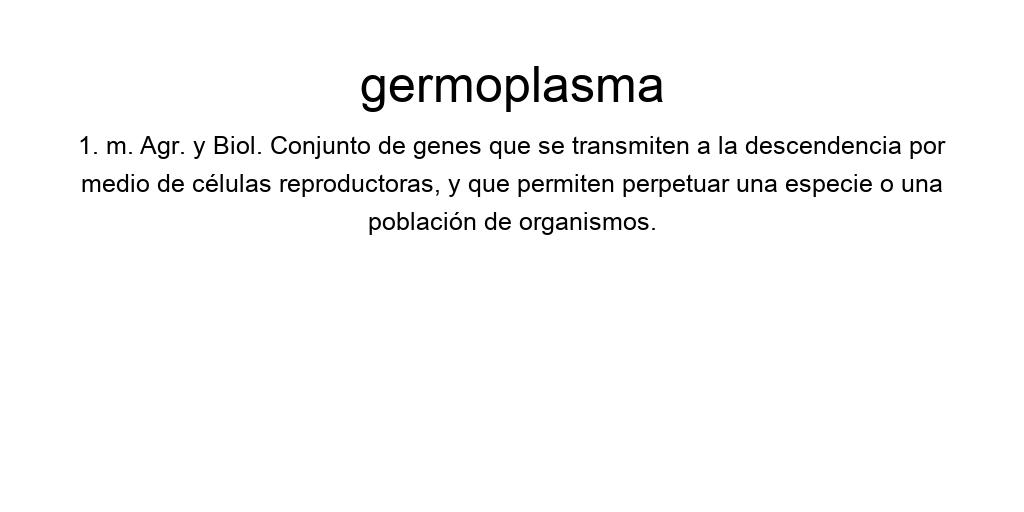 germoplasma
1. m. Agr. y Biol. Conjunto de genes que se transmiten a la descendencia por
medio de células reproductoras, y que permiten perpetuar una especie o una
población de organismos.